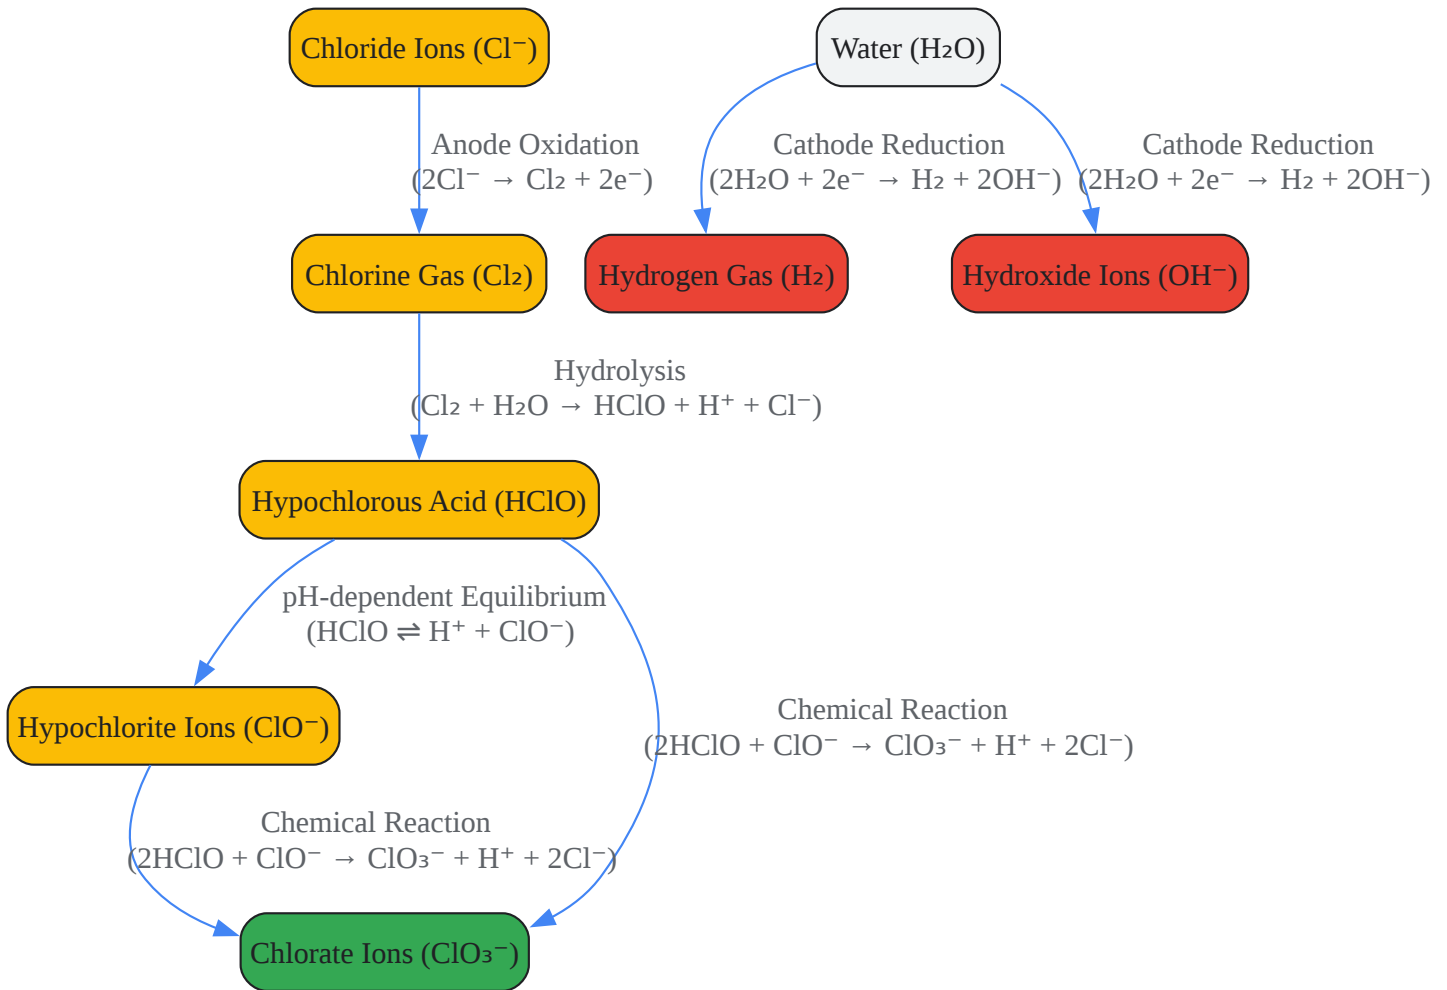 Chloride Ions (Cl⁻)
Water (H₂O)
Anode Oxidation
(2Cl⁻ → Cl₂ + 2e⁻)
Cathode Reduction
(2H₂O + 2e⁻ → H₂ + 2OH⁻)
Cathode Reduction
(2H₂O + 2e⁻ → H₂ + 2OH⁻)
Chlorine Gas (Cl₂)
Hydrogen Gas (H₂)
Hydroxide Ions (OH⁻)
Hydrolysis
(Cl₂ + H₂O → HClO + H⁺ + Cl⁻)
Hypochlorous Acid (HClO)
pH-dependent Equilibrium
(HClO ⇌ H⁺ + ClO⁻)
Hypochlorite Ions (ClO⁻)
Chemical Reaction
(2HClO + ClO⁻ → ClO₃⁻ + H⁺ + 2Cl⁻)
Chemical Reaction
(2HClO + ClO⁻ → ClO₃⁻ + H⁺ + 2Cl⁻)
Chlorate Ions (ClO₃⁻)